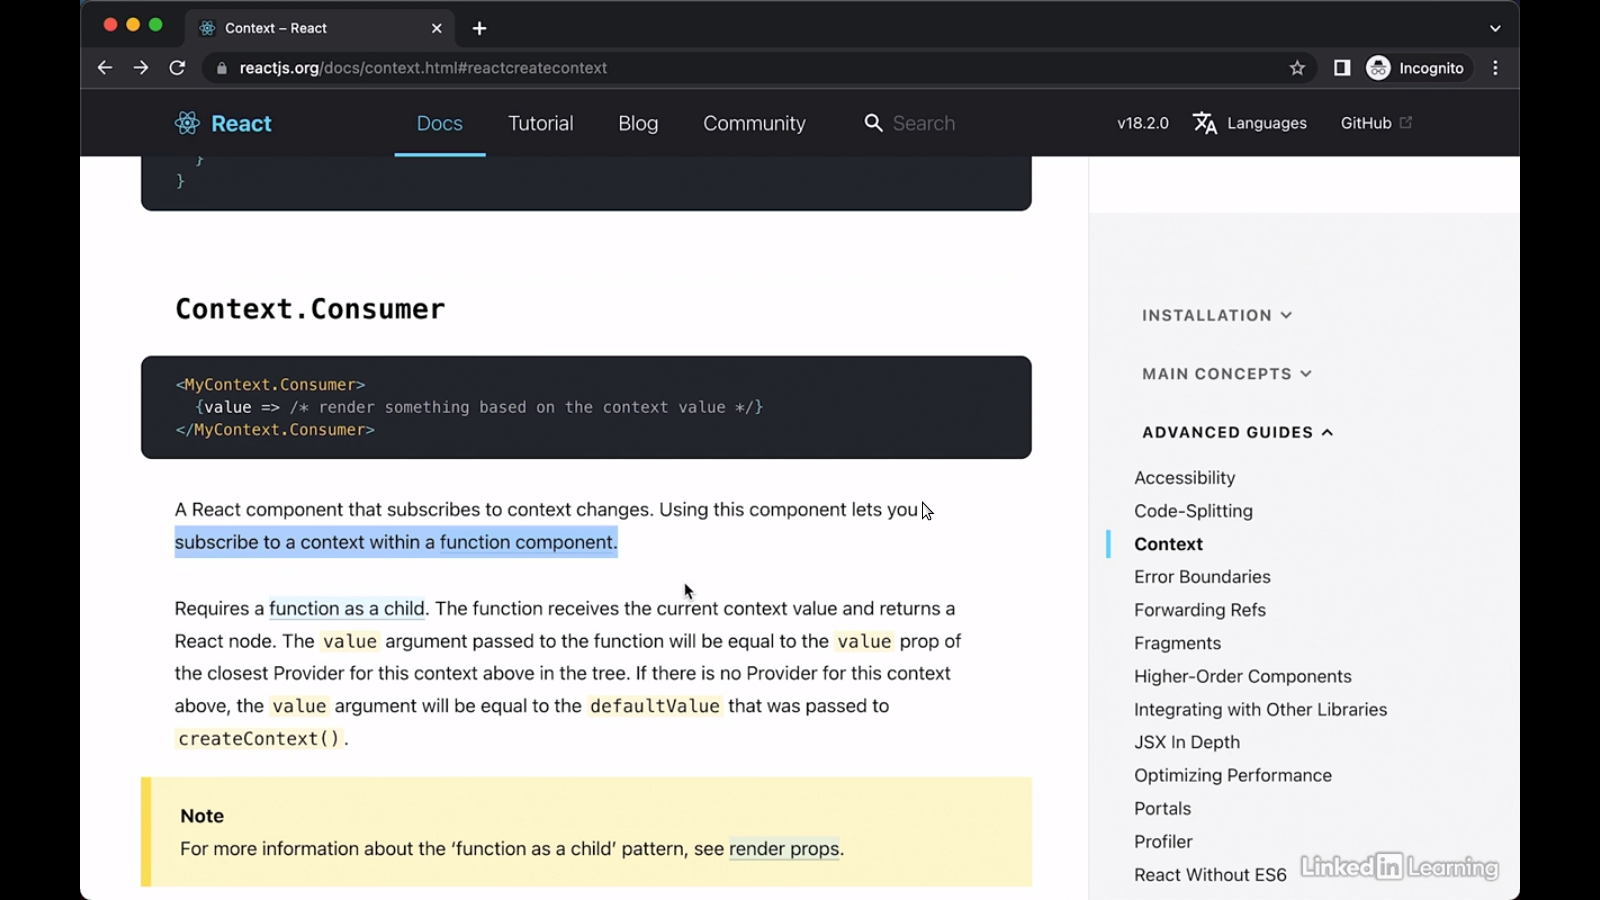 Context – React
reactjs.org/docs/context.html#reactcreatecontext
Incognito
React
Docs
Tutorial
Blog
Community
Search
v18.2.0
Languages
GitHub
}
}
Context.Consumer
<MyContext.Consumer>
{value => /* render something based on the context value */}
</MyContext.Consumer>
A React component that subscribes to context changes. Using this component lets you
subscribe to a context within a function component.
Requires a function as a child. The function receives the current context value and returns a
React node. The value argument passed to the function will be equal to the value prop of
the closest Provider for this context above in the tree. If there is no Provider for this context
above, the value argument will be equal to the defaultValue that was passed to
createContext().
Note
For more information about the ‘function as a child’ pattern, see render props.
INSTALLATION
MAIN CONCEPTS
ADVANCED GUIDES
Accessibility
Code-Splitting
Context
Error Boundaries
Forwarding Refs
Fragments
Higher-Order Components
Integrating with Other Libraries
JSX In Depth
Optimizing Performance
Portals
Profiler
React Without ES6
LinkedIn Learning